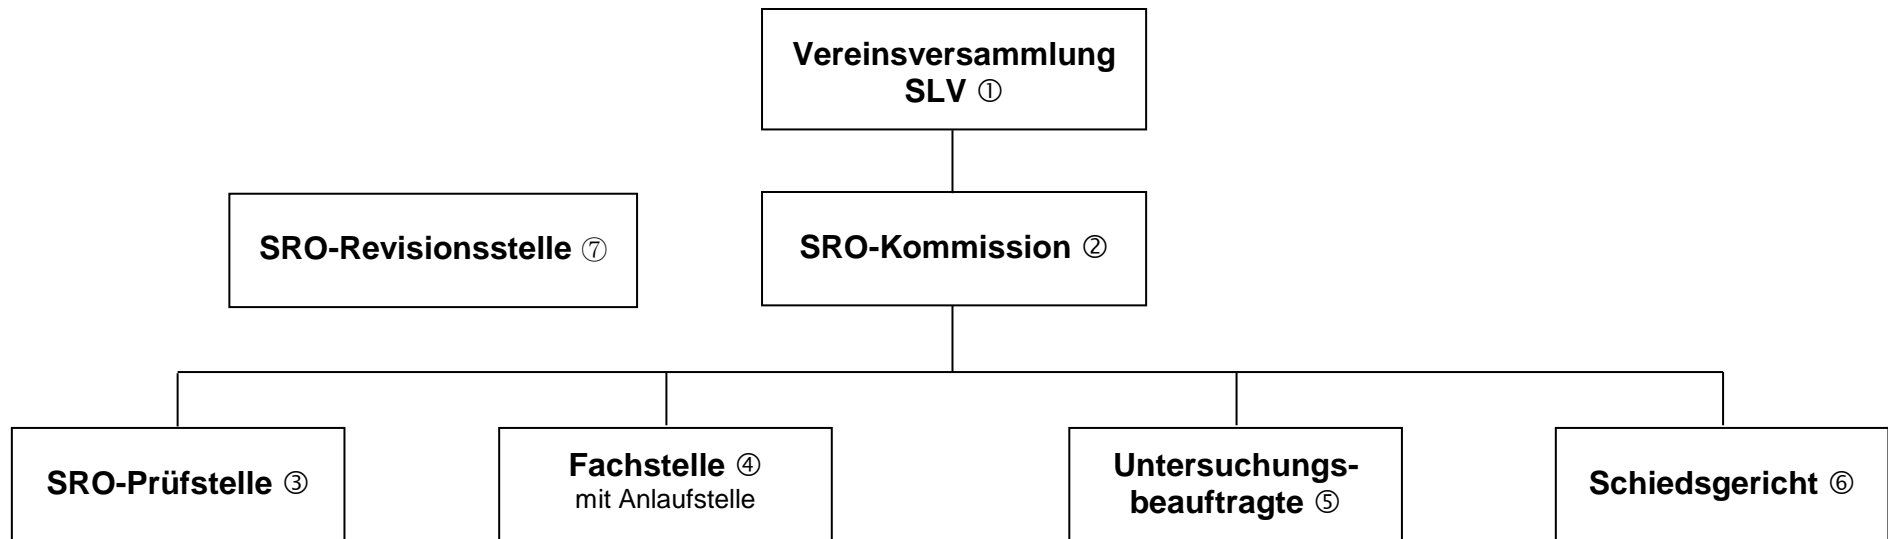 Vereinsversammlung
SLV ①
SRO-Revisionsstelle ⑦
SRO-Kommission ②
SRO-Prüfstelle ③
Fachstelle ④
mit Anlaufstelle
Untersuchungs-
beauftragte ⑤
Schiedsgericht ⑥